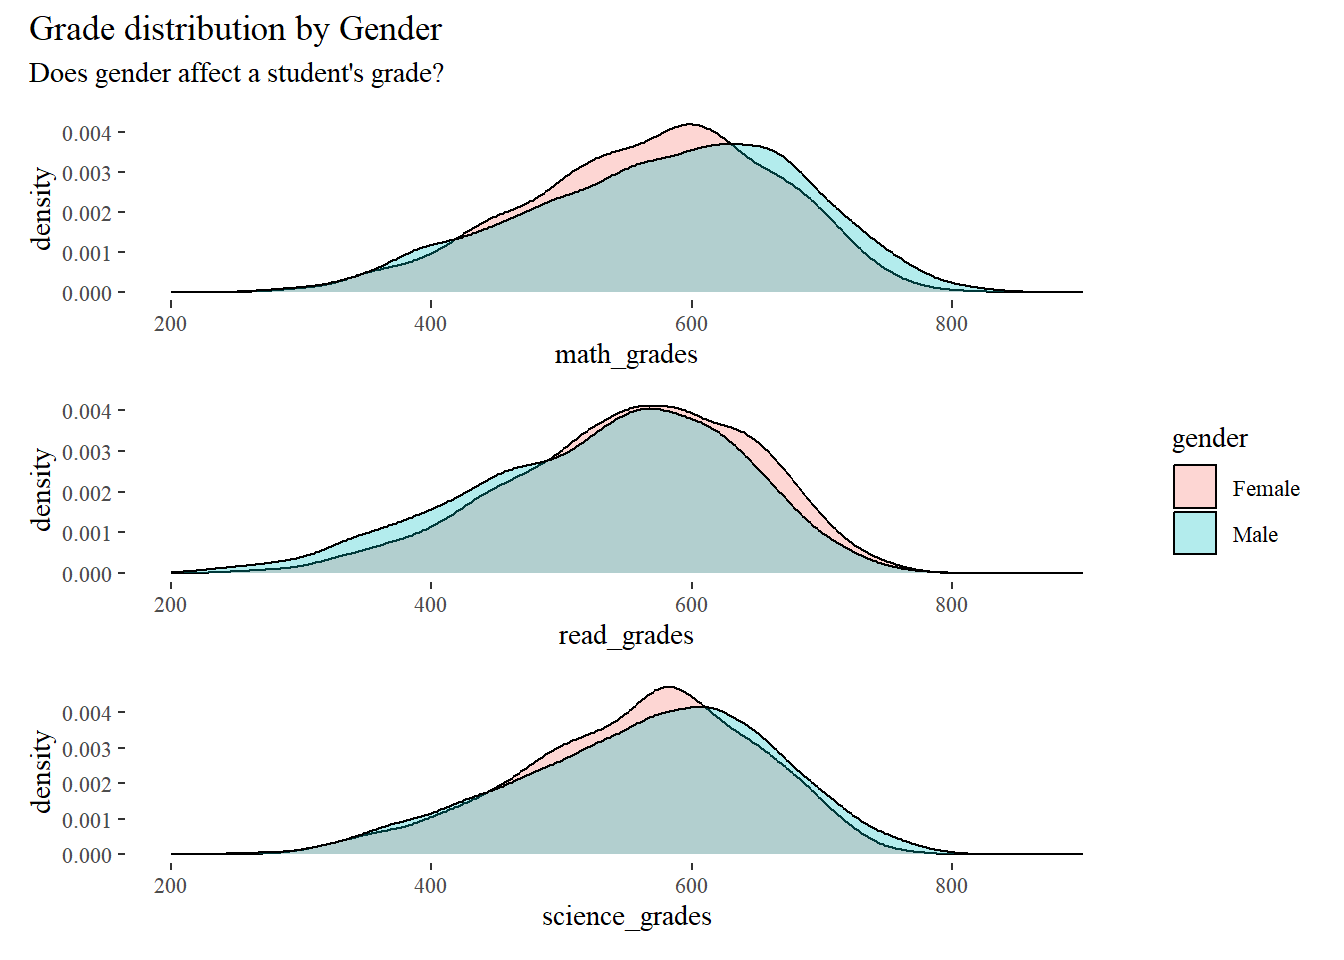 Grade distribution by Gender
Does gender affect a student's grade?
0.004
0.003
0.002
0.001
0.000
density
200 400 600 800
math_grades
0.004
0.003
0.002
0.001
0.000
density
200 400 600 800
read_grades
gender
Female
Male
0.004
0.003
0.002
0.001
0.000
density
200 400 600 800
science_grades